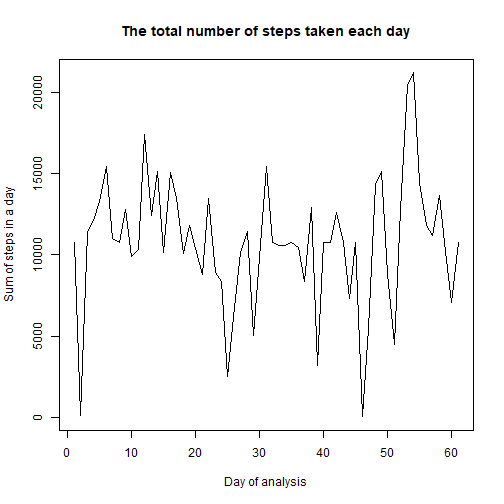 The total number of steps taken each day
Sum of steps in a day
20000
15000
10000
5000
0
0 10 20 30 40 50 60
Day of analysis